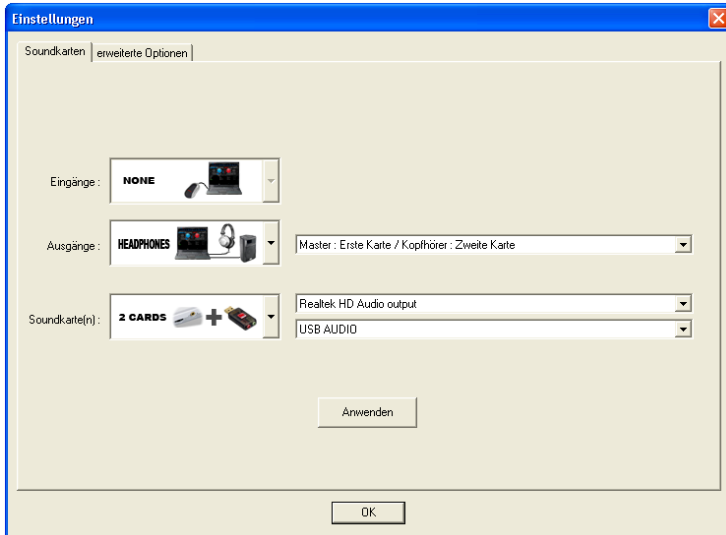 Einstellungen
Soundkarten
erweiterte Optionen
Eingänge :
NONE
Ausgänge :
HEADPHONES
Master : Erste Karte / Kopfhörer : Zweite Karte
Soundkarte(n) :
2 CARDS
Realtek HD Audio output
USB AUDIO
Anwenden
OK